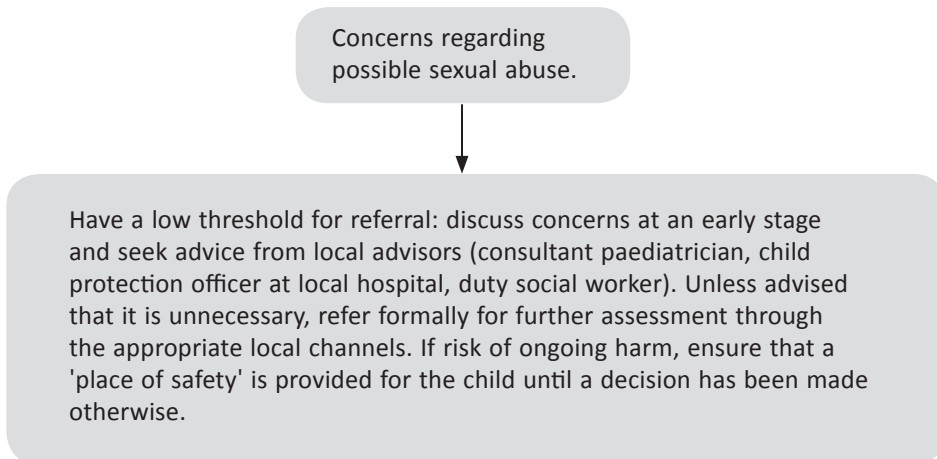 Concerns regarding
possible sexual abuse.
Have a low threshold for referral: discuss concerns at an early stage
and seek advice from local advisors (consultant paediatrician, child
protection officer at local hospital, duty social worker). Unless advised
that it is unnecessary, refer formally for further assessment through
the appropriate local channels. If risk of ongoing harm, ensure that a
'place of safety' is provided for the child until a decision has been made
otherwise.